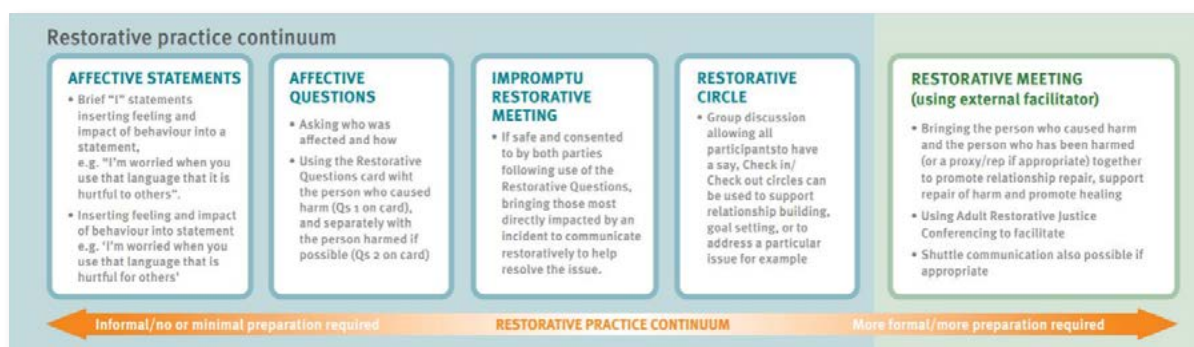 Restorative practice continuum
AFFECTIVE STATEMENTS
• Brief "I" statements
inserting feeling and
impact of behaviour into a
statement,
e.g. "I'm worried when you
use that language that it is
hurtful to others".
• Inserting feeling and impact
of behaviour into statement
e.g. 'I'm worried when you
use that language that is
hurtful for others'
AFFECTIVE
QUESTIONS
• Asking who was
affected and how
• Using the Restorative
Questions card wiht
the person who caused
harm (Qs 1 on card),
and separately with
the person harmed if
possible (Qs 2 on card)
IMPROMPTU
RESTORATIVE
MEETING
• If safe and consented
to by both parties
following use of the
Restorative Questions,
bringing those most
directly impacted by an
incident to communicate
restoratively to help
resolve the issue.
RESTORATIVE
CIRCLE
• Group discussion
allowing all
participantsto have
a say, Check in/
Check out circles can
be used to support
relationship building,
goal setting, or to
address a particular
issue for example
RESTORATIVE MEETING
(using external facilitator)
• Bringing the person who caused harm
and the person who has been harmed
(or a proxy/rep if appropriate) together
to promote relationship repair, support
repair of harm and promote healing
• Using Adult Restorative Justice
Conferencing to facilitate
• Shuttle communication also possible if
appropriate
Informal/no or minimal preparation required
RESTORATIVE PRACTICE CONTINUUM
More formal/more preparation required